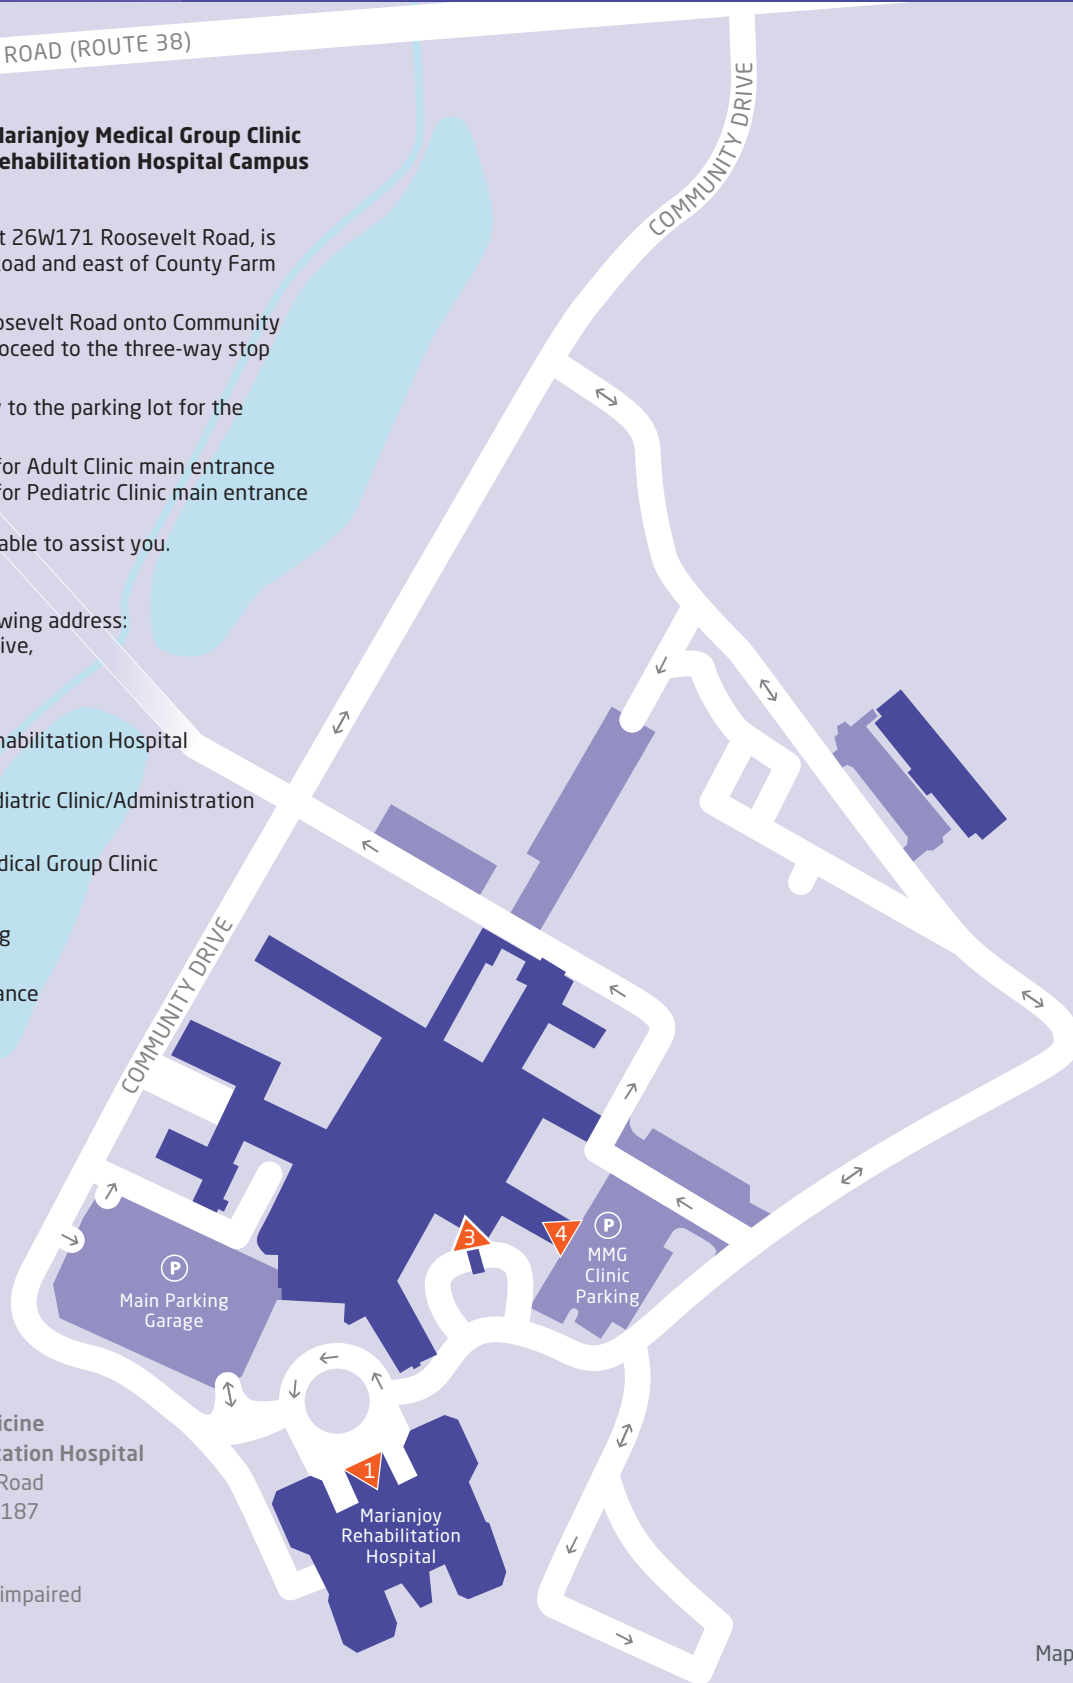 ROAD (ROUTE 38)
COMMUNITY DRIVE
Marianjoy Medical Group Clinic
ehabilitation Hospital Campus
t 26W171 Roosevelt Road, is
oad and east of County Farm
osevelt Road onto Community
oceed to the three-way stop
to the parking lot for the
for Adult Clinic main entrance
for Pediatric Clinic main entrance
able to assist you.
wing address:
ive,
habilitation Hospital
diatric Clinic/Administration
dical Group Clinic
g
ance
COMMUNITY DRIVE
3
4
P
MMG
Clinic
Parking
P
Main Parking
Garage
1
Marianjoy
Rehabilitation
Hospital
icine
tation Hospital
Road
187
impaired
Map